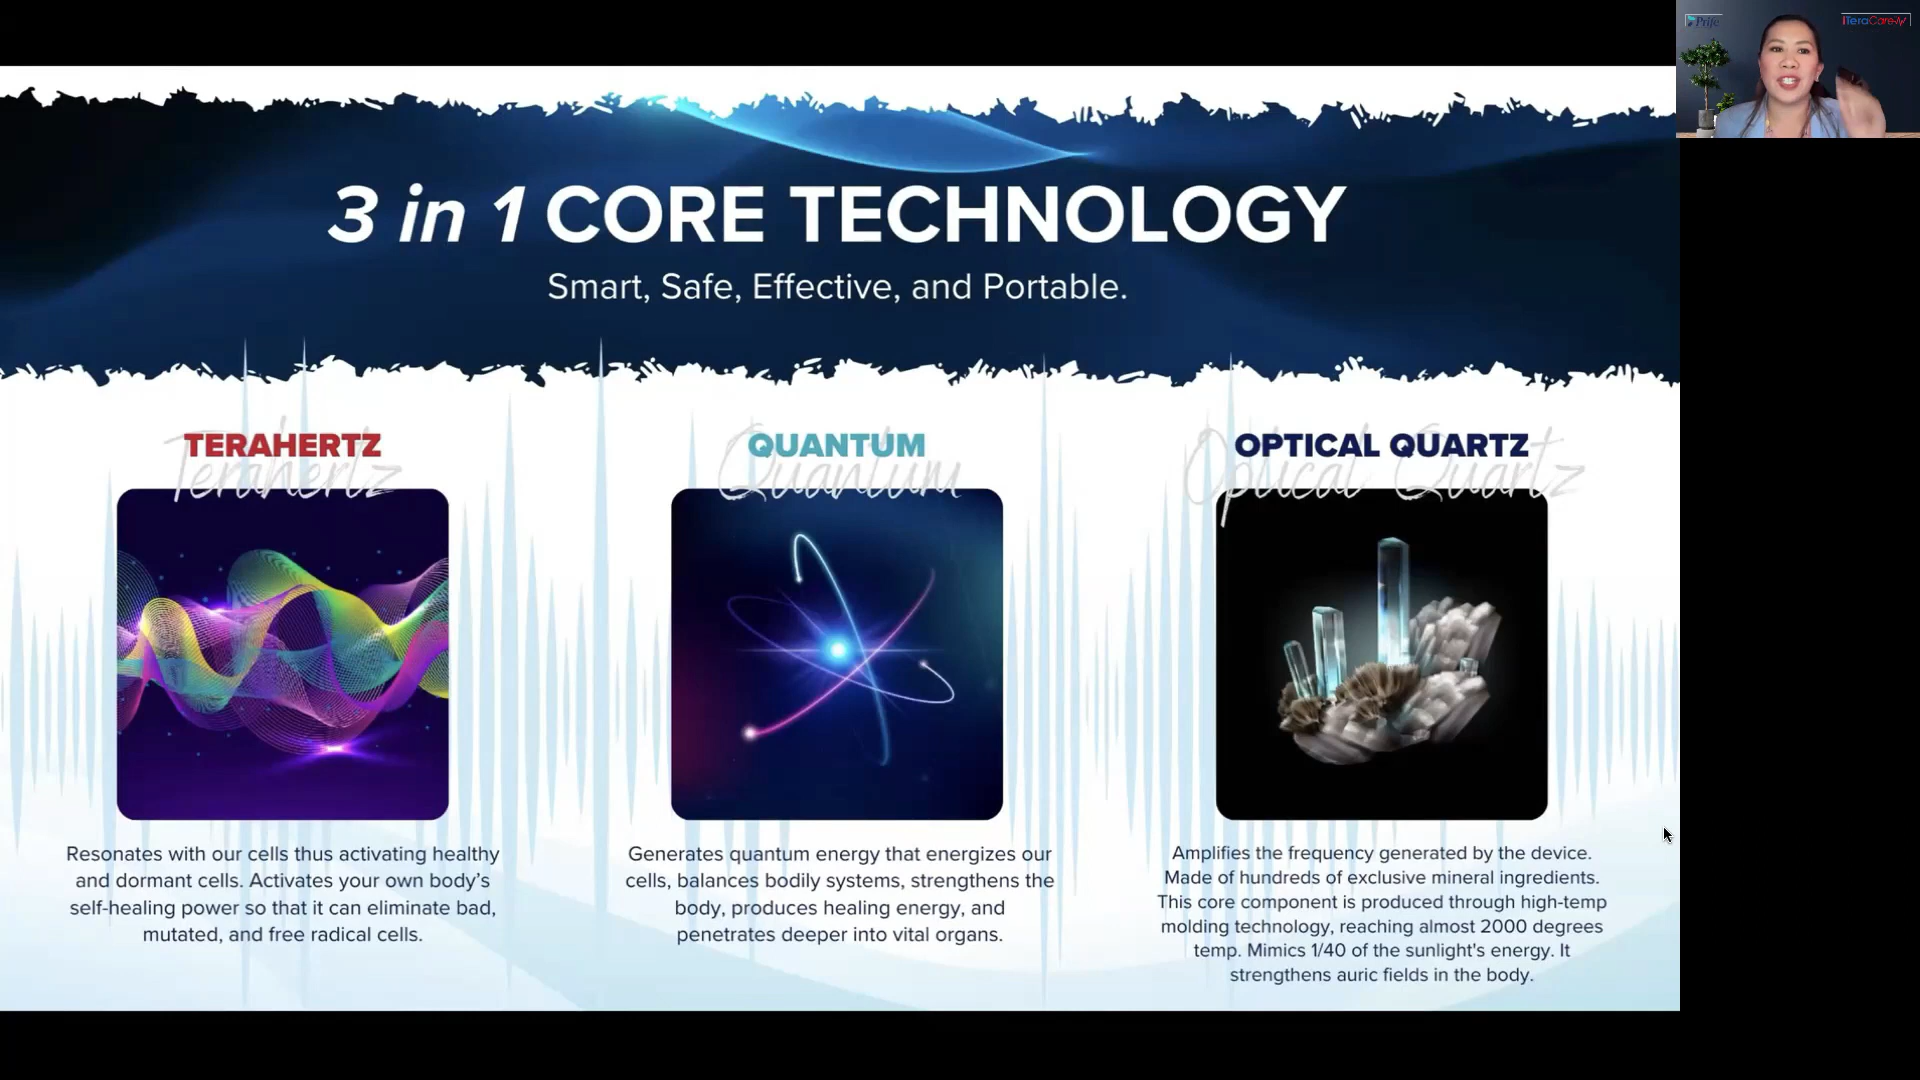 Prife
iTeraCare
3 in 1 CORE TECHNOLOGY
Smart, Safe, Effective, and Portable.
TERAHERTZ
Terahertz
QUANTUM
Quantum
OPTICAL QUARTZ
Optical Quartz
Resonates with our cells thus activating healthy
and dormant cells. Activates your own body's
self-healing power so that it can eliminate bad,
mutated, and free radical cells.
Generates quantum energy that energizes our
cells, balances bodily systems, strengthens the
body, produces healing energy, and
penetrates deeper into vital organs.
Amplifies the frequency generated by the device.
Made of hundreds of exclusive mineral ingredients.
This core component is produced through high-temp
molding technology, reaching almost 2000 degrees
temp. Mimics 1/40 of the sunlight's energy. It
strengthens auric fields in the body.